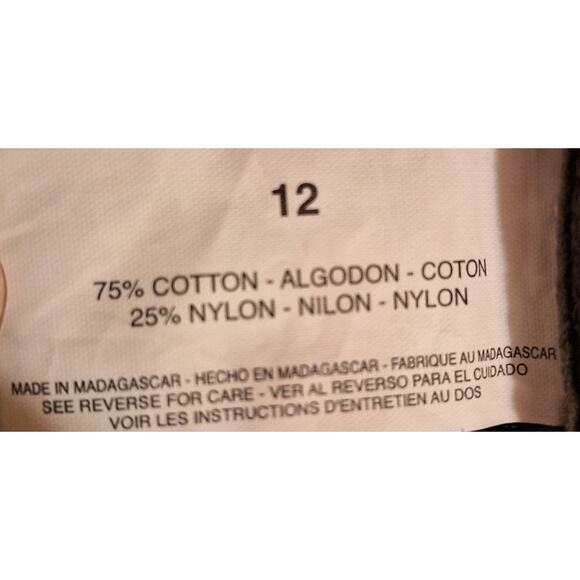 12
75% COTTON - ALGODON - COTON
25% NYLON - NILON - NYLON
MADE IN MADAGASCAR - HECHO EN MADAGASCAR - FABRIQUE AU MADAGASCAR
SEE REVERSE FOR CARE - VER AL REVERSO PARA EL CUIDADO
VOIR LES INSTRUCTIONS D'ENTRETIEN AU DOS